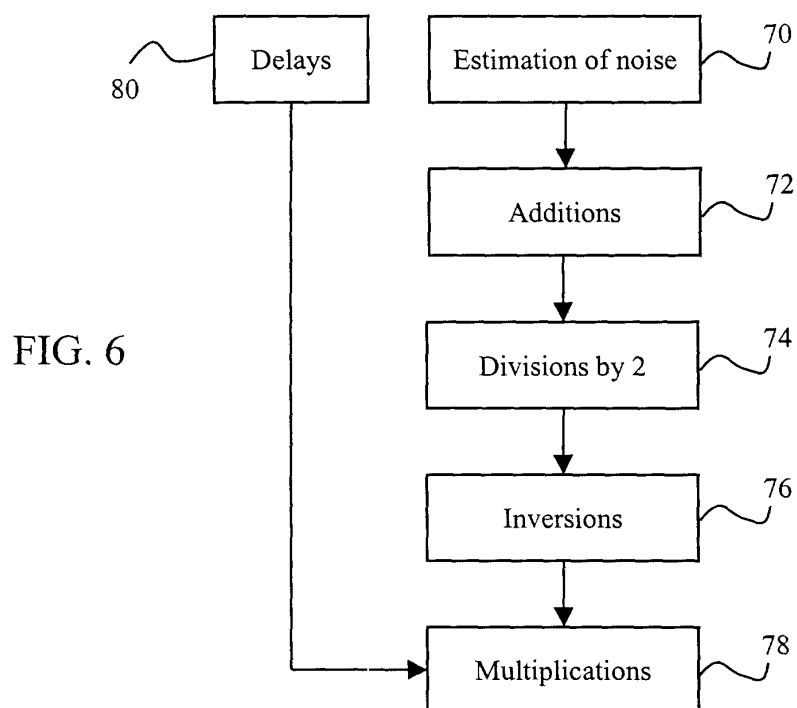 Delays
80
Estimation of noise
70
Additions
72
FIG. 6
Divisions by 2
74
Inversions
76
Multiplications
78